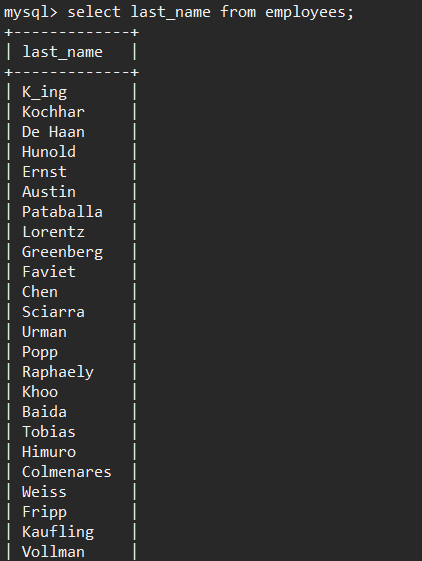 mysql> select last_name from employees;
+-------------+
| last_name   |
+-------------+
| K_ing       |
| Kochhar     |
| De Haan     |
| Hunold      |
| Ernst       |
| Austin      |
| Pataballa   |
| Lorentz     |
| Greenberg   |
| Faviet      |
| Chen        |
| Sciarra     |
| Urman       |
| Popp        |
| Raphaely    |
| Khoo        |
| Baida       |
| Tobias      |
| Himuro      |
| Colmenares  |
| Weiss       |
| Fripp       |
| Kaufling    |
| Vollman     |